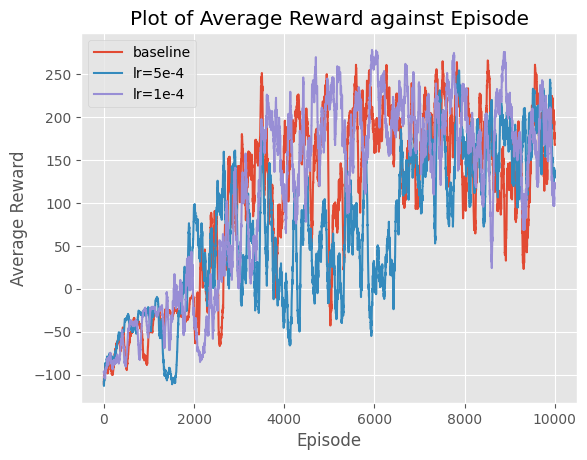 Plot of Average Reward against Episode
baseline
lr=5e-4
lr=1e-4
Average Reward
250
200
150
100
50
0
−50
−100
0 2000 4000 6000 8000 10000
Episode